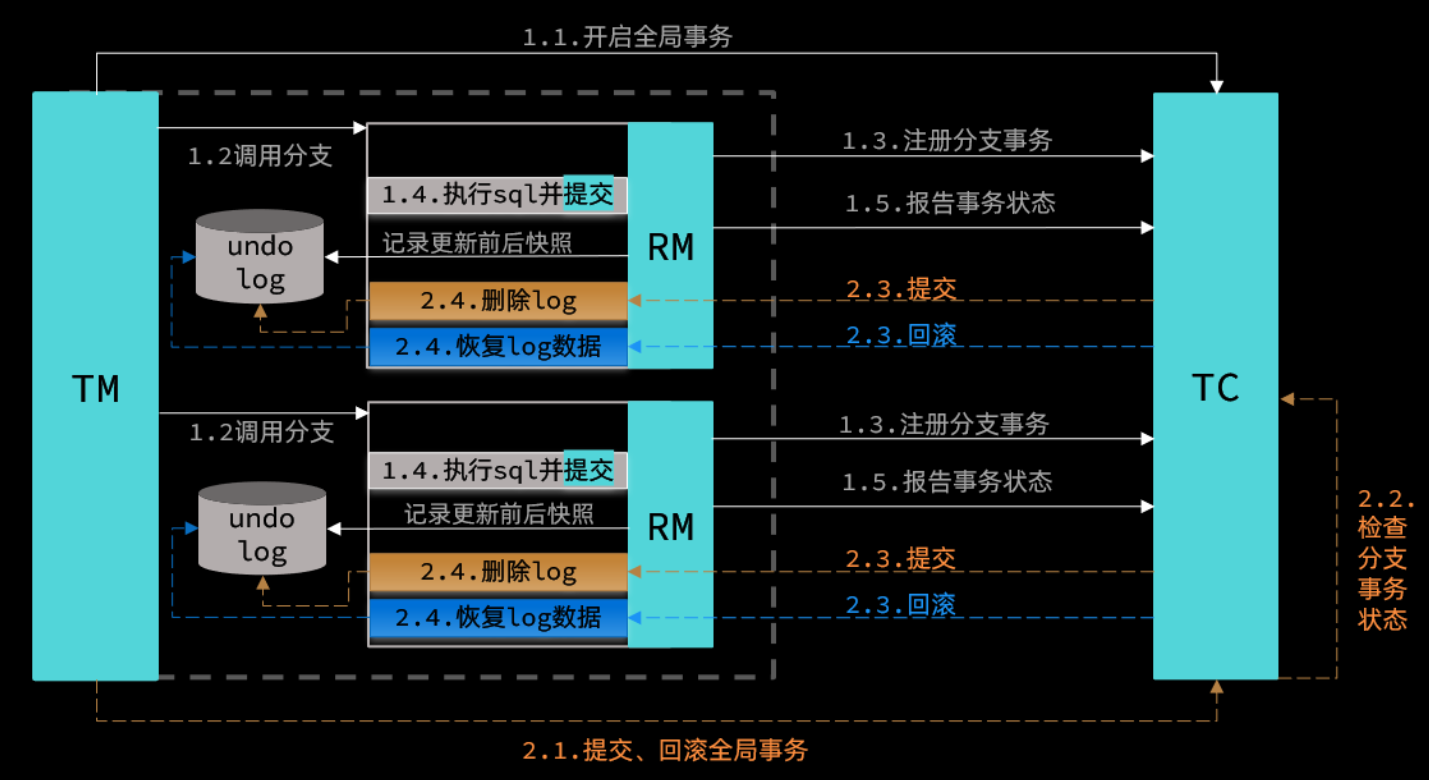 1.1.开启全局事务
1.2调用分支
1.3.注册分支事务
1.4.执行sql并提交
1.5.报告事务状态
undo
log
记录更新前后快照
RM
2.4.删除log
2.3.提交
2.4.恢复log数据
2.3.回滚
TM
TC
1.2调用分支
1.3.注册分支事务
1.4.执行sql并提交
1.5.报告事务状态
undo
log
记录更新前后快照
RM
2.4.删除log
2.3.提交
2.4.恢复log数据
2.3.回滚
2.2.
检查
分支
事务
状态
2.1.提交、回滚全局事务